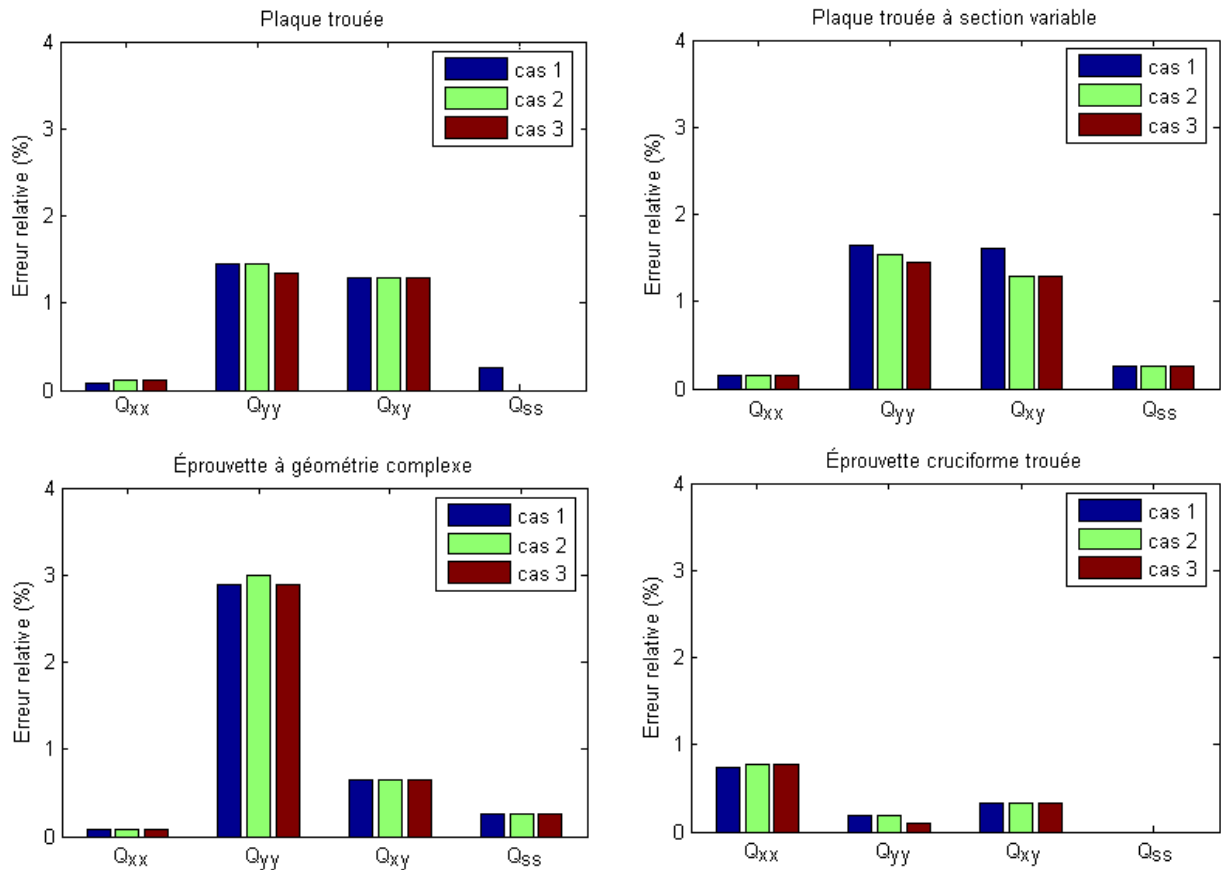 Plaque trouée
Erreur relative (%)
4
3
2
1
0
cas 1
cas 2
cas 3
Qxx
Qyy
Qxy
Qss
Plaque trouée à section variable
Erreur relative (%)
4
3
2
1
0
cas 1
cas 2
cas 3
Qxx
Qyy
Qxy
Qss
Éprouvette à géométrie complexe
Erreur relative (%)
4
3
2
1
0
cas 1
cas 2
cas 3
Qxx
Qyy
Qxy
Qss
Éprouvette cruciforme trouée
Erreur relative (%)
4
3
2
1
0
cas 1
cas 2
cas 3
Qxx
Qyy
Qxy
Qss